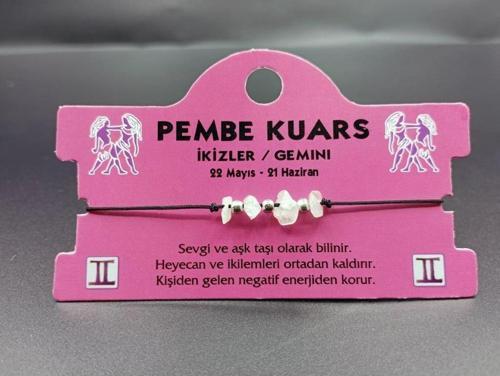 PEMBE KUARS
İKİZLER / GEMINI
22 Mayıs - 21 Haziran
Sevgi ve aşk taşı olarak bilinir.
Heyecan ve ikilemleri ortadan kaldırır.
Kişiden gelen negatif enerjiden korur.